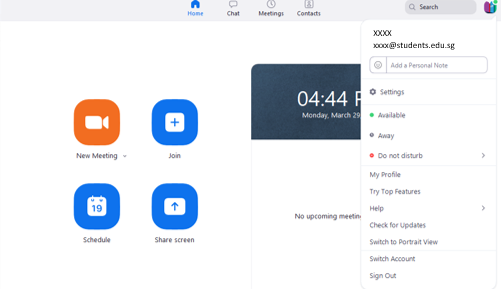 Home
Chat
Meetings
Contacts
Search
XXXX
xxxx@students.edu.sg
Add a Personal Note
Settings
Available
Away
Do not disturb
My Profile
Try Top Features
Help
Check for Updates
Switch to Portrait View
Switch Account
Sign Out
04:44 P
Monday, March 29,
No upcoming meeting
New Meeting
Join
19
Schedule
Share screen